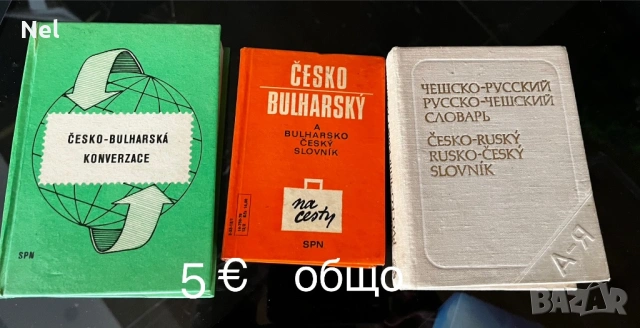 Nel
ČESKO-BULHARSKÁ
KONVERZACE
SPN
ČESKO
BULHARSKÝ
A
BULHARSKO
ČESKÝ
SLOVNÍK
na
cesty
SPN
ЧЕШСКО-РУССКИЙ
РУССКО-ЧЕШСКИЙ
СЛОВАРЬ
ČESKO-RUSKÝ
RUSKO-ČESKÝ
SLOVNÍK
А-Я
5 € общо
BAZAR